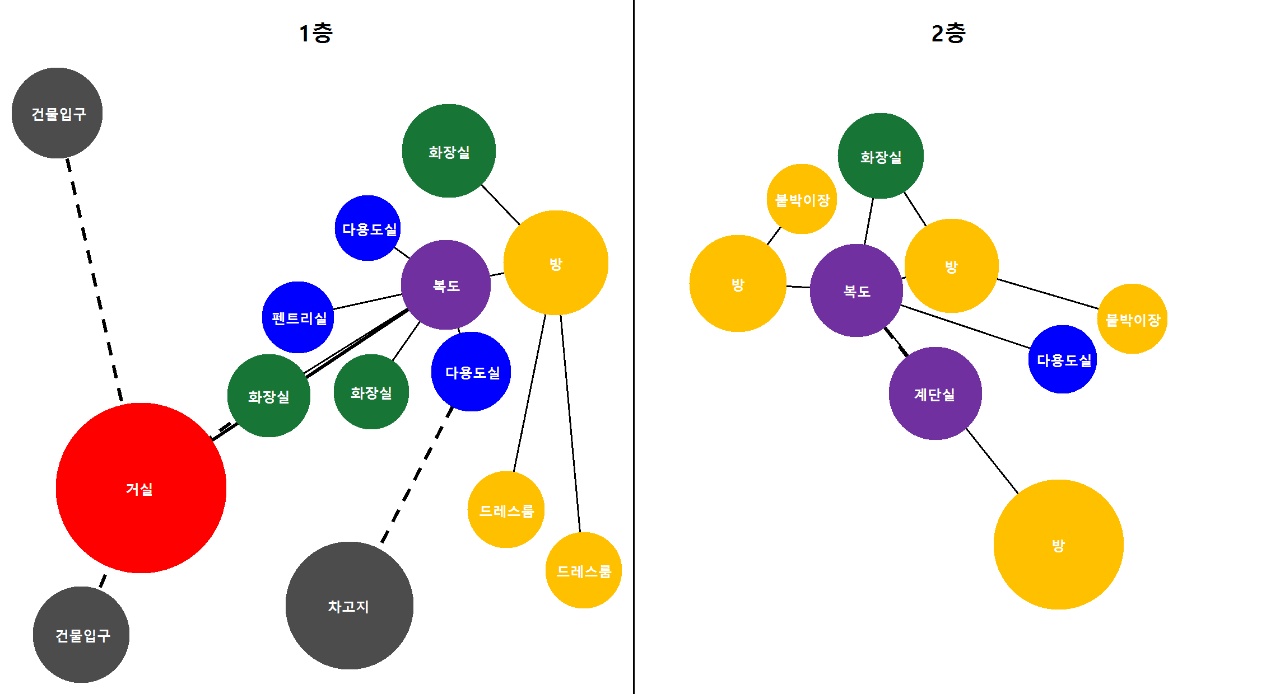 1층
건물입구
화장실
다용도실
복도
방
펜트리실
화장실
화장실
다용도실
거실
드레스룸
드레스룸
차고지
건물입구
2층
화장실
붙박이장
방
방
복도
붙박이장
다용도실
계단실
방